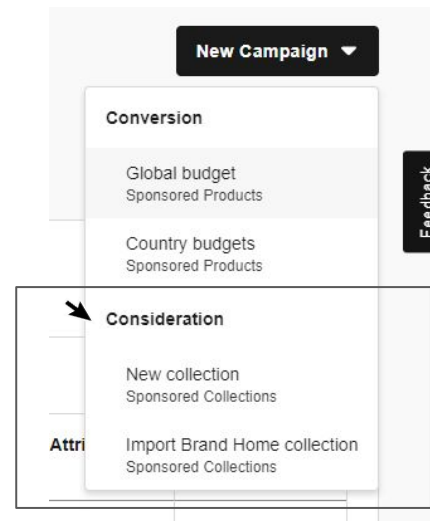 New Campaign
Conversion
Global budget
Sponsored Products
Feedback
Country budgets
Sponsored Products
Consideration
New collection
Sponsored Collections
Attri
Import Brand Home collection
Sponsored Collections